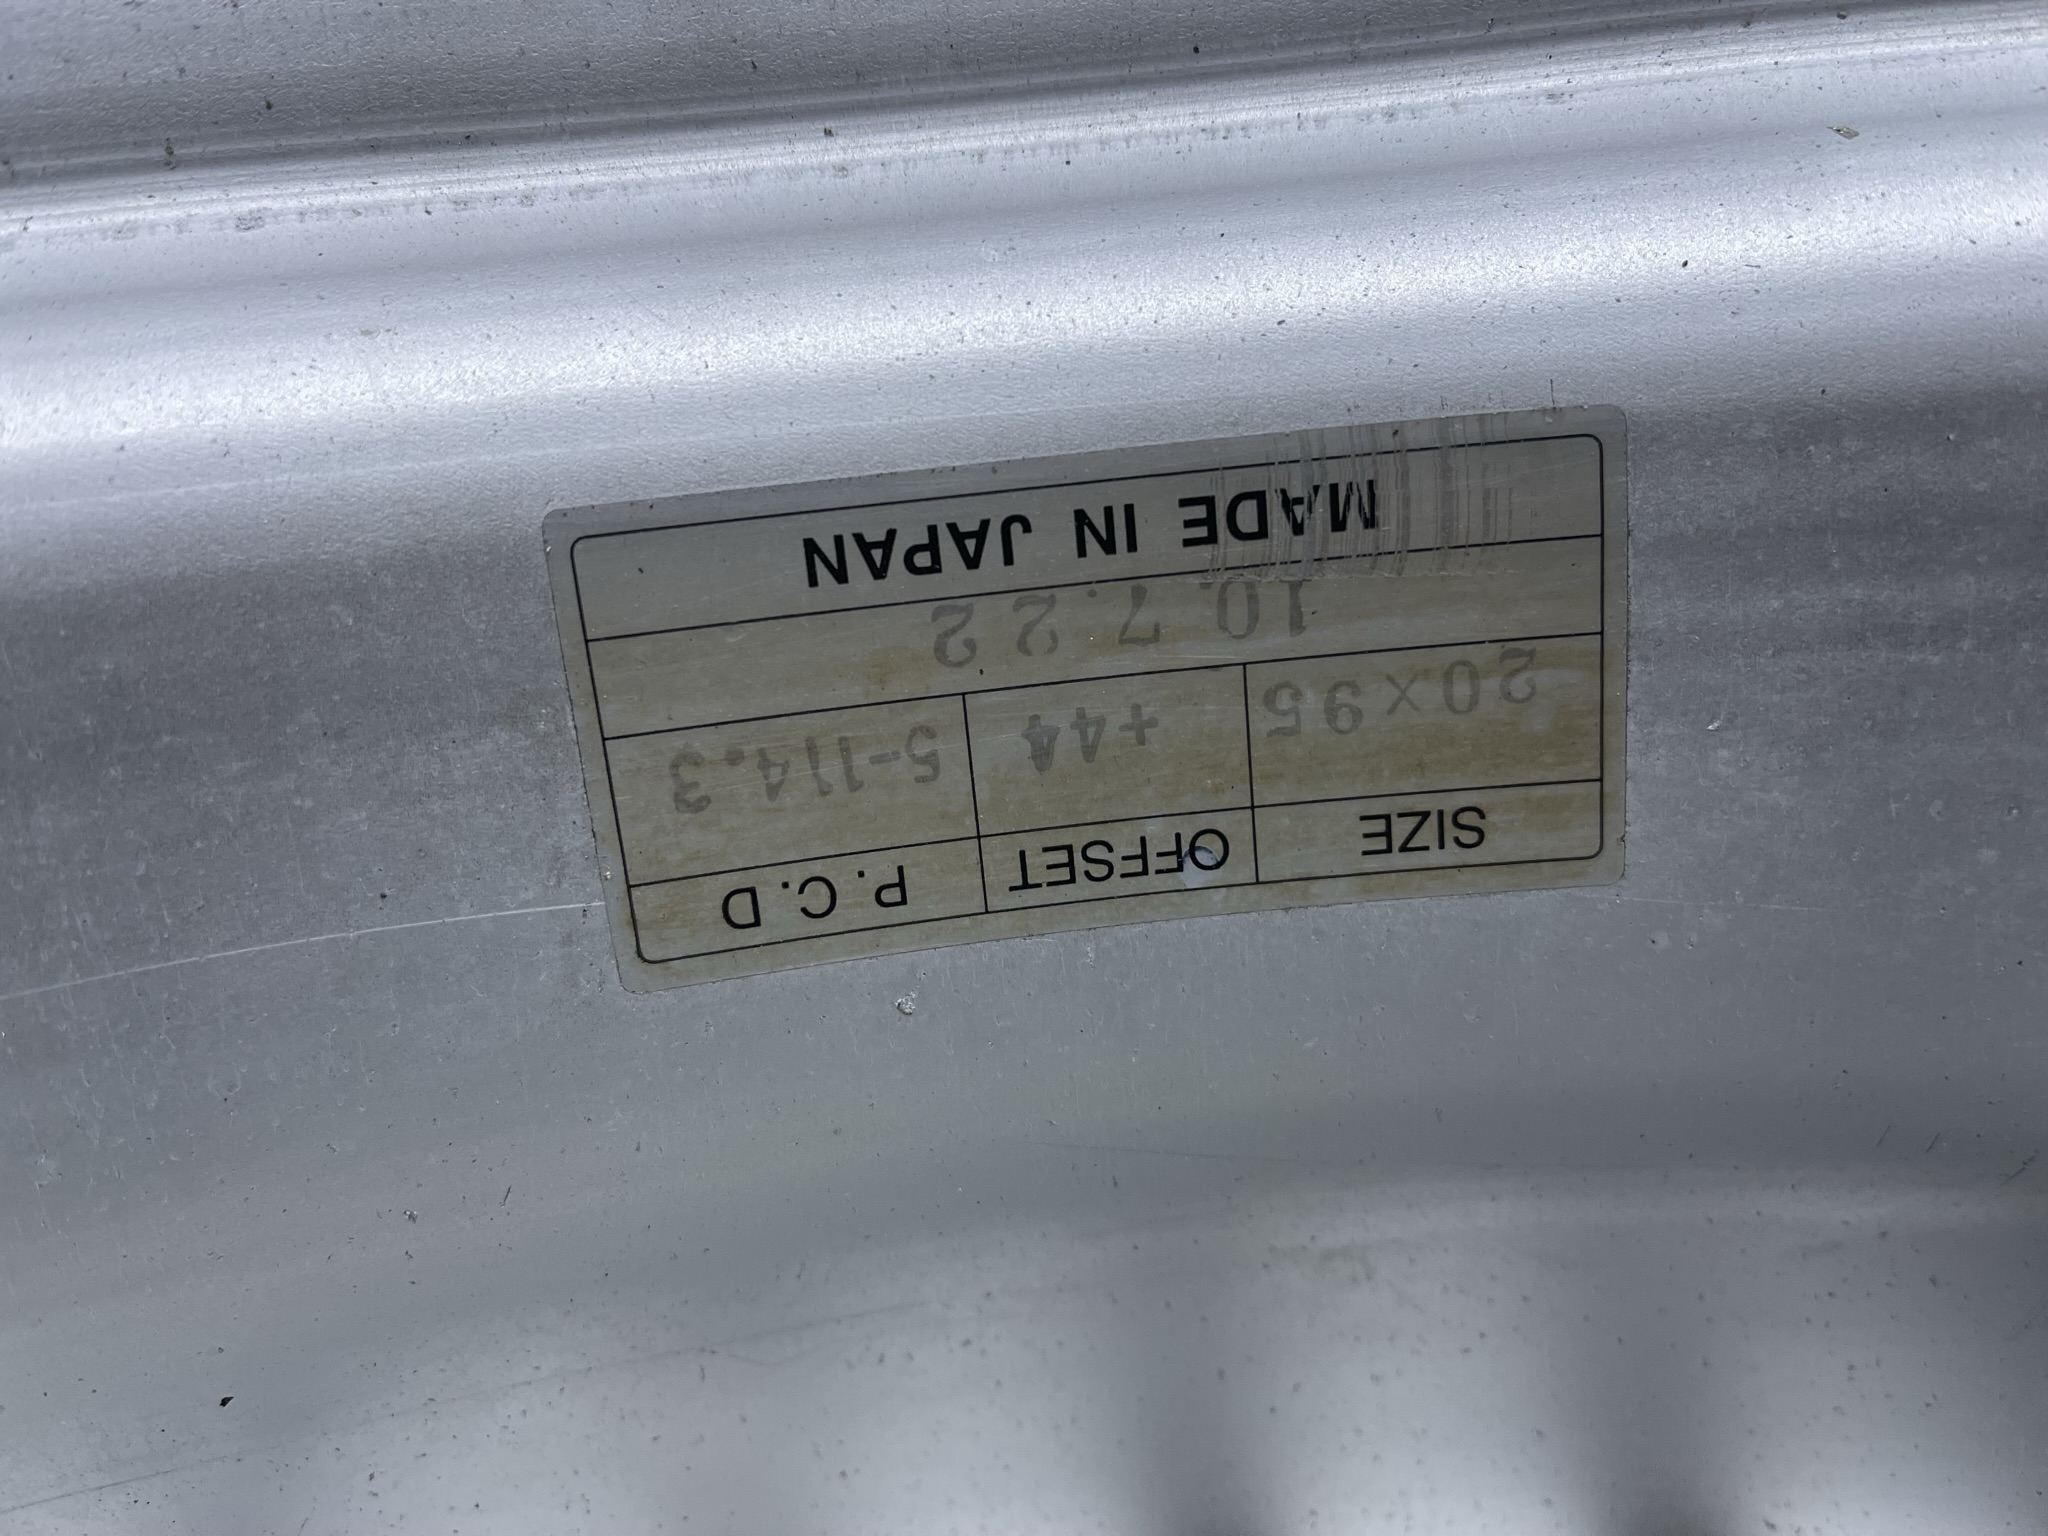 SIZE OFFSET P.C.D
20×95 +44 5-114.3
10.7.22
MADE IN JAPAN